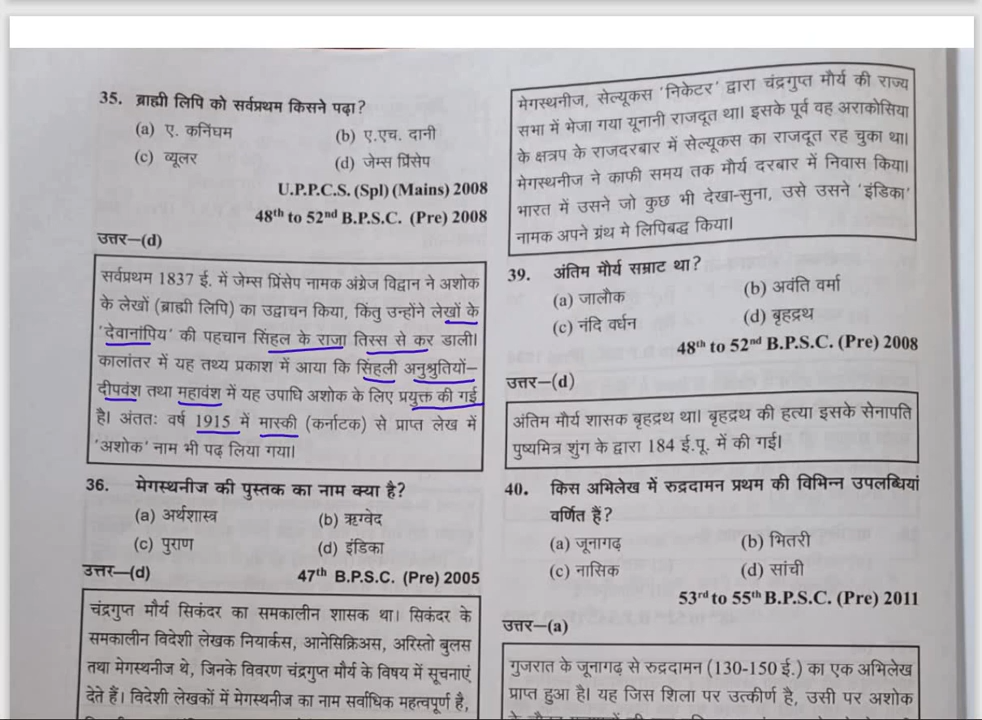 35. ब्राह्मी लिपि को सर्वप्रथम किसने पढ़ा?
(a) ए. कनिंघम
(b) ए.एच. दानी
(c) व्यूलर
(d) जेम्स प्रिंसेप
U.P.P.C.S. (Spl) (Mains) 2008
48th to 52nd B.P.S.C. (Pre) 2008
उत्तर—(d)
सर्वप्रथम 1837 ई. में जेम्स प्रिंसेप नामक अंग्रेज विद्वान ने अशोक
के लेखों (ब्राह्मी लिपि) का उद्वाचन किया, किंतु उन्होंने लेखों के
'देवानांपिय' की पहचान सिंहल के राजा तिस्स से कर डाली।
कालांतर में यह तथ्य प्रकाश में आया कि सिंहली अनुश्रुतियों–
दीपवंश तथा महावंश में यह उपाधि अशोक के लिए प्रयुक्त की गई
है। अंततः वर्ष 1915 में मास्की (कर्नाटक) से प्राप्त लेख में
'अशोक' नाम भी पढ़ लिया गया।
36. मेगस्थनीज की पुस्तक का नाम क्या है?
(a) अर्थशास्त्र
(b) ऋग्वेद
(c) पुराण
(d) इंडिका
उत्तर—(d)
47th B.P.S.C. (Pre) 2005
चंद्रगुप्त मौर्य सिकंदर का समकालीन शासक था। सिकंदर के
समकालीन विदेशी लेखक नियार्कस, आनेसिक्रिअस, अरिस्तो बुलस
तथा मेगस्थनीज थे, जिनके विवरण चंद्रगुप्त मौर्य के विषय में सूचनाएं
देते हैं। विदेशी लेखकों में मेगस्थनीज का नाम सर्वाधिक महत्वपूर्ण है,
मेगस्थनीज, सेल्यूकस 'निकेटर' द्वारा चंद्रगुप्त मौर्य की राज्य
सभा में भेजा गया यूनानी राजदूत था। इसके पूर्व वह अराकोसिया
के क्षत्रप के राजदरबार में सेल्यूकस का राजदूत रह चुका था।
मेगस्थनीज ने काफी समय तक मौर्य दरबार में निवास किया।
भारत में उसने जो कुछ भी देखा-सुना, उसे उसने 'इंडिका'
नामक अपने ग्रंथ मे लिपिबद्ध किया।
39. अंतिम मौर्य सम्राट था?
(a) जालौक
(b) अवंति वर्मा
(c) नंदि वर्धन
(d) बृहद्रथ
48th to 52nd B.P.S.C. (Pre) 2008
उत्तर—(d)
अंतिम मौर्य शासक बृहद्रथ था। बृहद्रथ की हत्या इसके सेनापति
पुष्यमित्र शुंग के द्वारा 184 ई.पू. में की गई।
40. किस अभिलेख में रुद्रदामन प्रथम की विभिन्न उपलब्धियां
वर्णित हैं?
(a) जूनागढ़
(b) भितरी
(c) नासिक
(d) सांची
53rd to 55th B.P.S.C. (Pre) 2011
उत्तर—(a)
गुजरात के जूनागढ़ से रुद्रदामन (130-150 ई.) का एक अभिलेख
प्राप्त हुआ है। यह जिस शिला पर उत्कीर्ण है, उसी पर अशोक